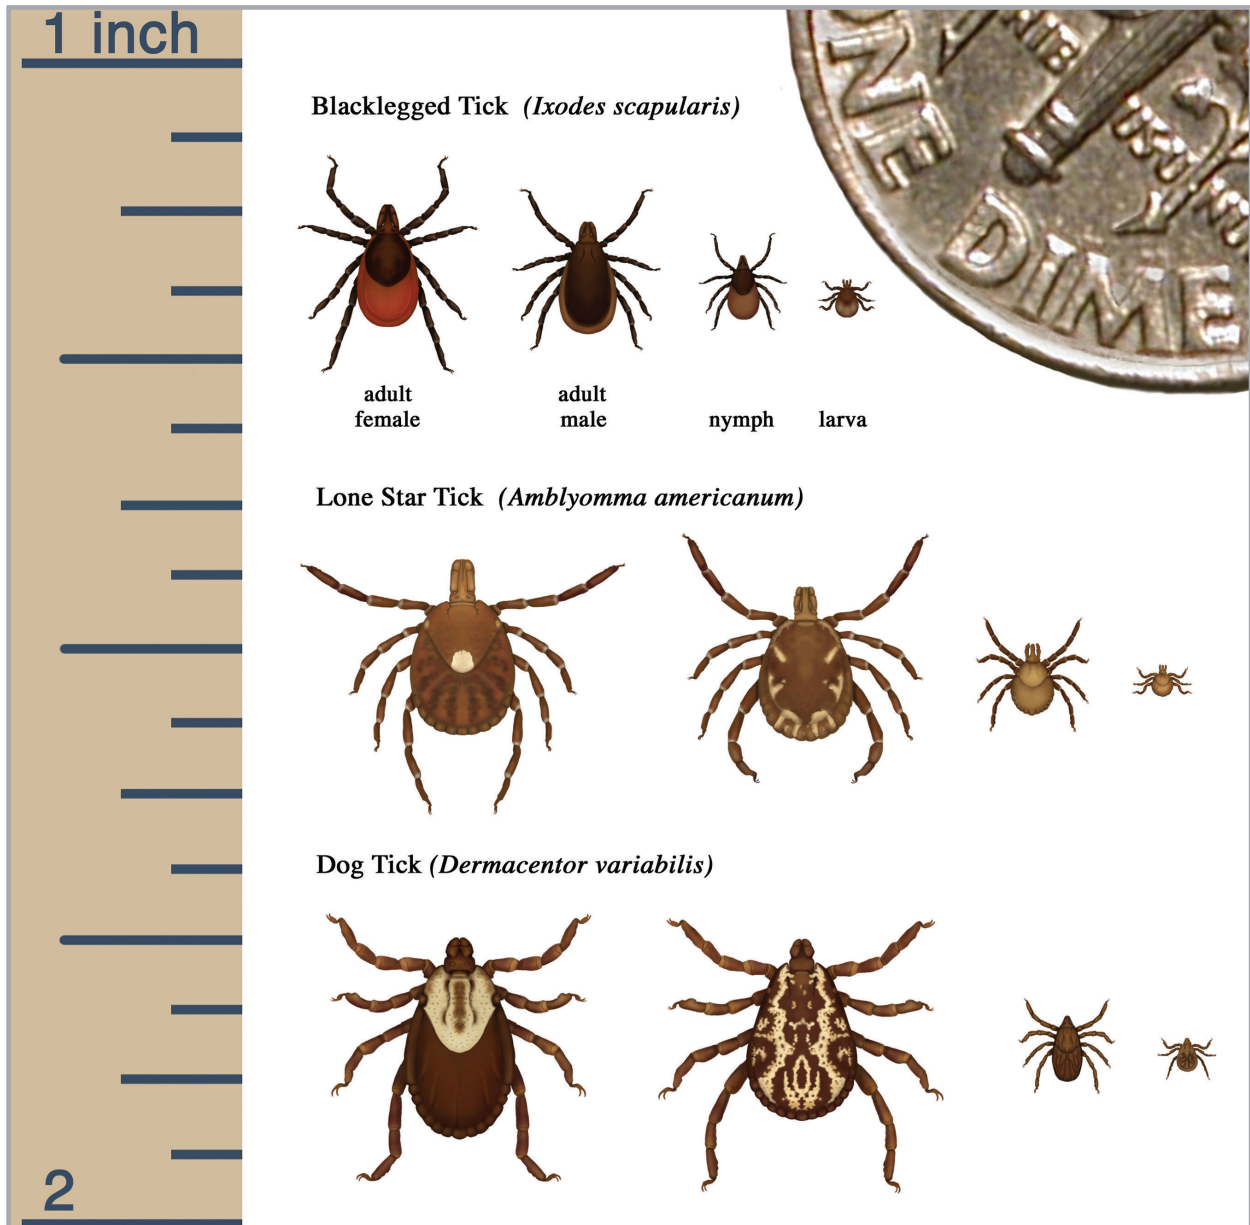 1 inch
Blacklegged Tick (Ixodes scapularis)
adult female
adult male
nymph
larva
ONE DIME
Lone Star Tick (Amblyomma americanum)
Dog Tick (Dermacentor variabilis)
2